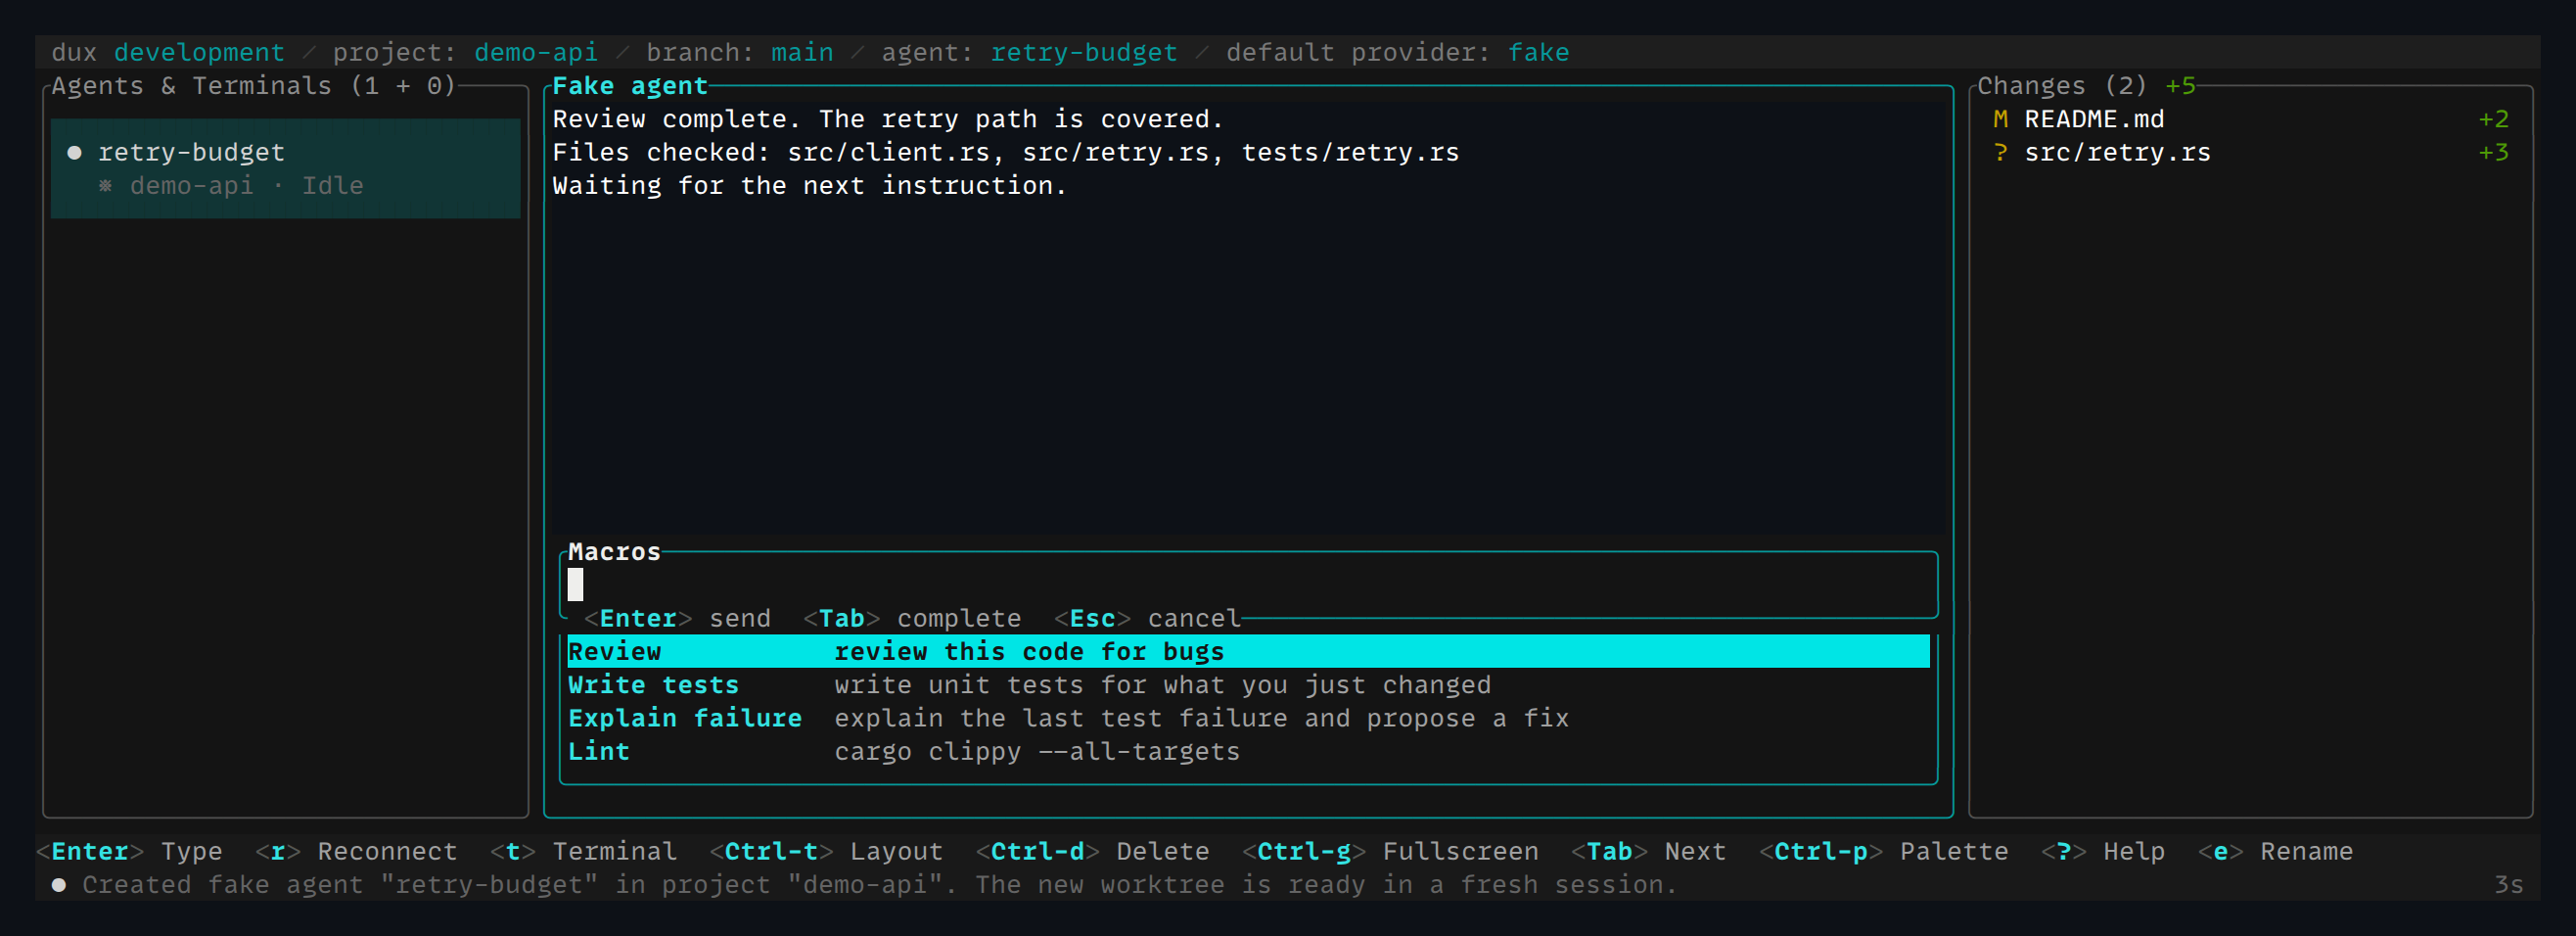 dux development / project: demo-api / branch: main / agent: retry-budget / default provider: fake
Agents & Terminals (1 + 0)
● retry-budget
※ demo-api · Idle
Fake agent
Review complete. The retry path is covered.
Files checked: src/client.rs, src/retry.rs, tests/retry.rs
Waiting for the next instruction.
Macros
<Enter> send <Tab> complete <Esc> cancel
Review review this code for bugs
Write tests write unit tests for what you just changed
Explain failure explain the last test failure and propose a fix
Lint cargo clippy --all-targets
Changes (2) +5
M README.md +2
? src/retry.rs +3
<Enter> Type <r> Reconnect <t> Terminal <Ctrl-t> Layout <Ctrl-d> Delete <Ctrl-g> Fullscreen <Tab> Next <Ctrl-p> Palette <?> Help <e> Rename
● Created fake agent "retry-budget" in project "demo-api". The new worktree is ready in a fresh session. 3s